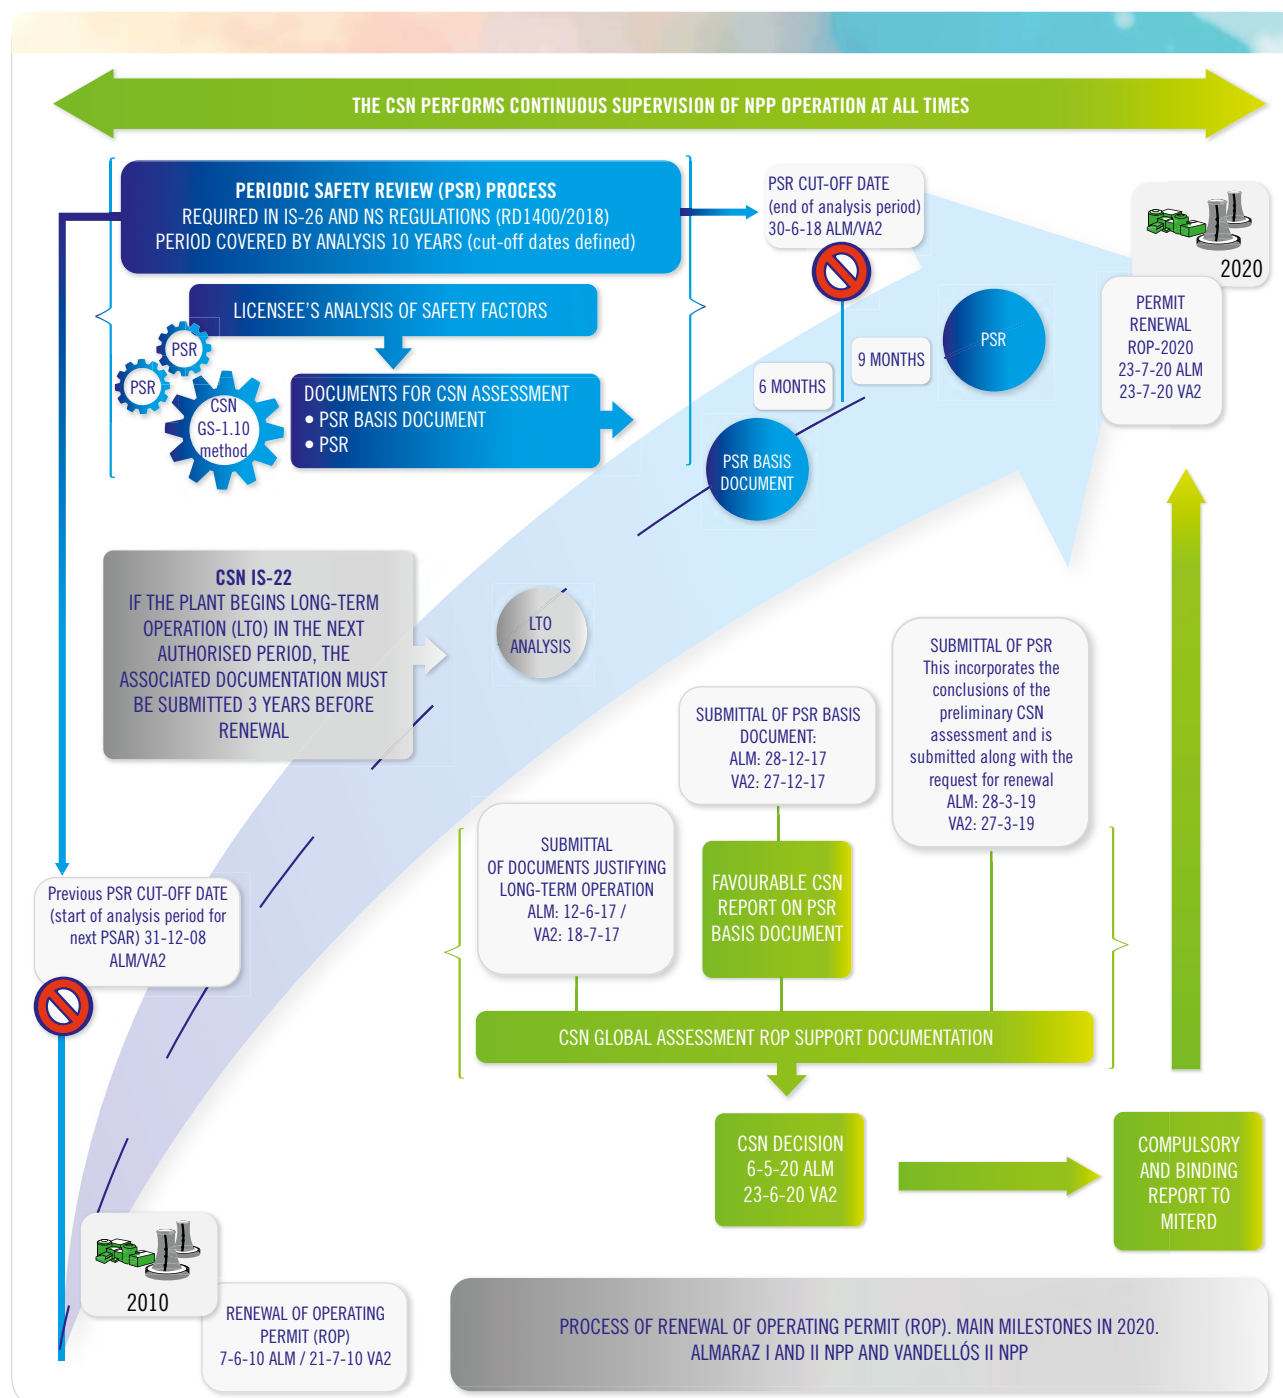 THE CSN PERFORMS CONTINUOUS SUPERVISION OF NPP OPERATION AT ALL TIMES
PERIODIC SAFETY REVIEW (PSR) PROCESS
REQUIRED IN IS-26 AND NS REGULATIONS (RD1400/2018)
PERIOD COVERED BY ANALYSIS 10 YEARS (cut-off dates defined)
PSR CUT-OFF DATE
(end of analysis period)
30-6-18 ALM/VA2
2020
PERMIT
RENEWAL
ROP-2020
23-7-20 ALM
23-7-20 VA2
LICENSEE'S ANALYSIS OF SAFETY FACTORS
PSR
PSR
CSN
GS-1.10
method
DOCUMENTS FOR CSN ASSESSMENT
• PSR BASIS DOCUMENT
• PSR
6 MONTHS
9 MONTHS
PSR
PSR BASIS
DOCUMENT
CSN IS-22
IF THE PLANT BEGINS LONG-TERM
OPERATION (LTO) IN THE NEXT
AUTHORISED PERIOD, THE
ASSOCIATED DOCUMENTATION MUST
BE SUBMITTED 3 YEARS BEFORE
RENEWAL
LTO
ANALYSIS
SUBMITTAL OF PSR
This incorporates the
conclusions of the
preliminary CSN
assessment and is
submitted along with the
request for renewal
ALM: 28-3-19
VA2: 27-3-19
SUBMITTAL OF PSR BASIS
DOCUMENT:
ALM: 28-12-17
VA2: 27-12-17
SUBMITTAL
OF DOCUMENTS JUSTIFYING
LONG-TERM OPERATION
ALM: 12-6-17 /
VA2: 18-7-17
FAVOURABLE CSN
REPORT ON PSR
BASIS DOCUMENT
Previous PSR CUT-OFF DATE
(start of analysis period for
next PSAR) 31-12-08
ALM/VA2
CSN GLOBAL ASSESSMENT ROP SUPPORT DOCUMENTATION
CSN DECISION
6-5-20 ALM
23-6-20 VA2
COMPULSORY
AND BINDING
REPORT TO
MITERD
2010
RENEWAL OF OPERATING
PERMIT (ROP)
7-6-10 ALM / 21-7-10 VA2
PROCESS OF RENEWAL OF OPERATING PERMIT (ROP). MAIN MILESTONES IN 2020.
ALMARAZ I AND II NPP AND VANDELLÓS II NPP